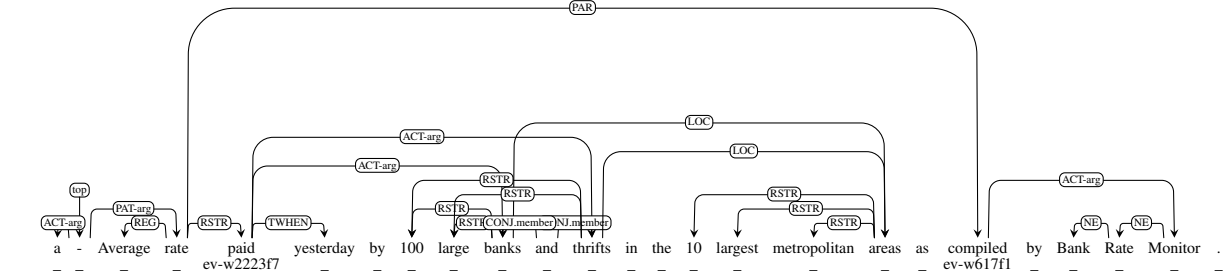 PAR
LOC
ACT-arg
LOC
ACT-arg
top RSTR ACT-arg
RSTR RSTR
PAT-arg RSTR RSTR
ACT-arg REG RSTR TWHEN RSTR CONJ.member NJ.member RSTR NE NE
a - Average rate paid yesterday by 100 large banks and thrifts in the 10 largest metropolitan areas as compiled by Bank Rate Monitor .
_ _ _ _ ev-w2223f7 _ _ _ _ _ _ _ _ _ _ _ _ _ _ ev-w617f1 _ _ _ _ _